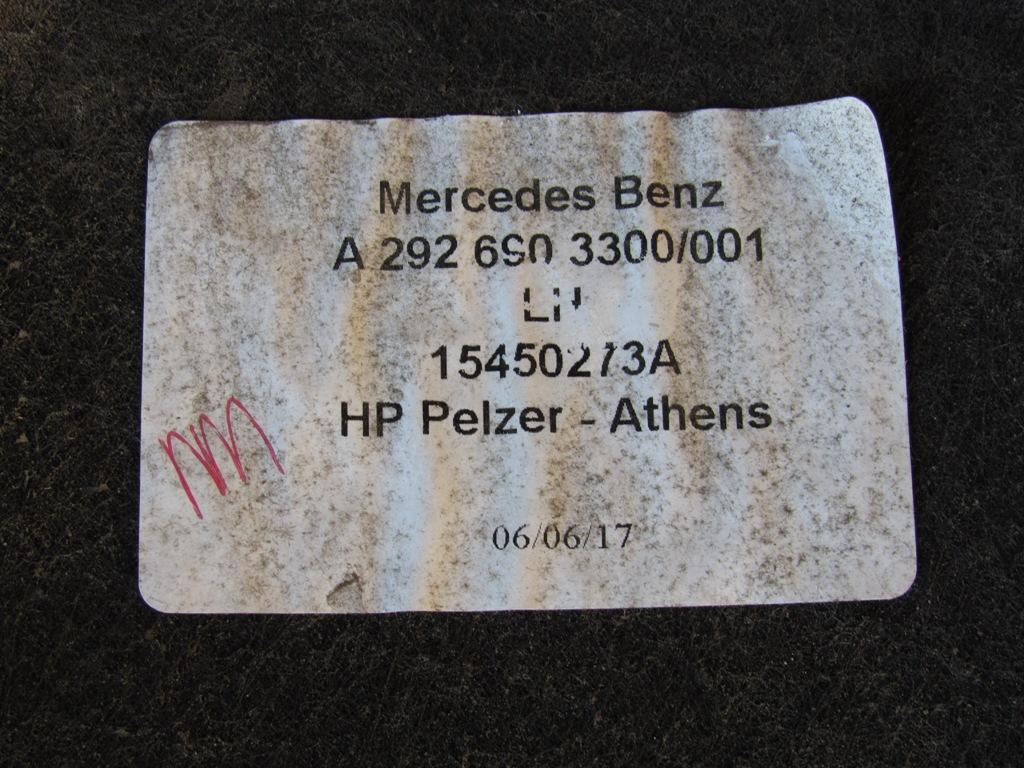 Mercedes Benz
A 292 690 3300/001
15450273A
HP Pelzer - Athens
06/06/17